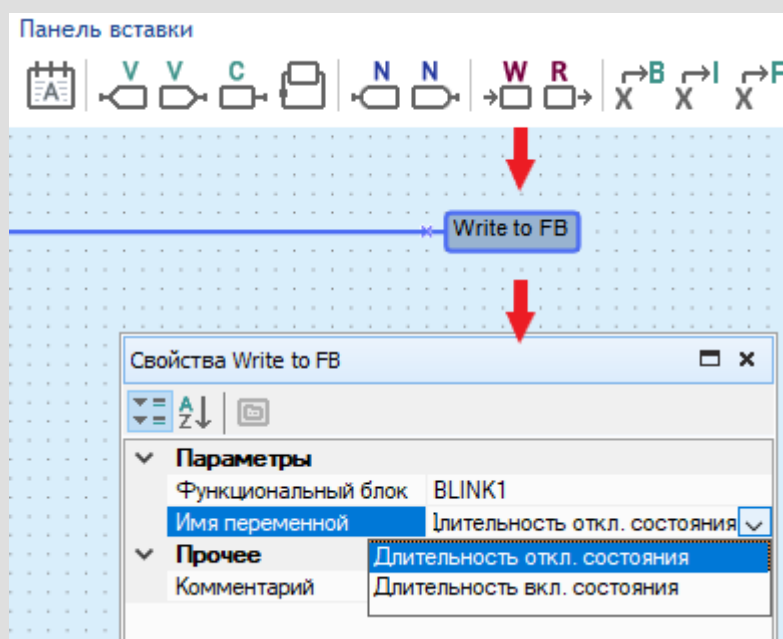 Панель вставки
A V V C N N W R X B X I X F
Write to FB
Свойства Write to FB
A Z
Параметры
Функциональный блок BLINK1
Имя переменной длительность откл. состояния
Прочее Длительность откл. состояния
Комментарий Длительность вкл. состояния